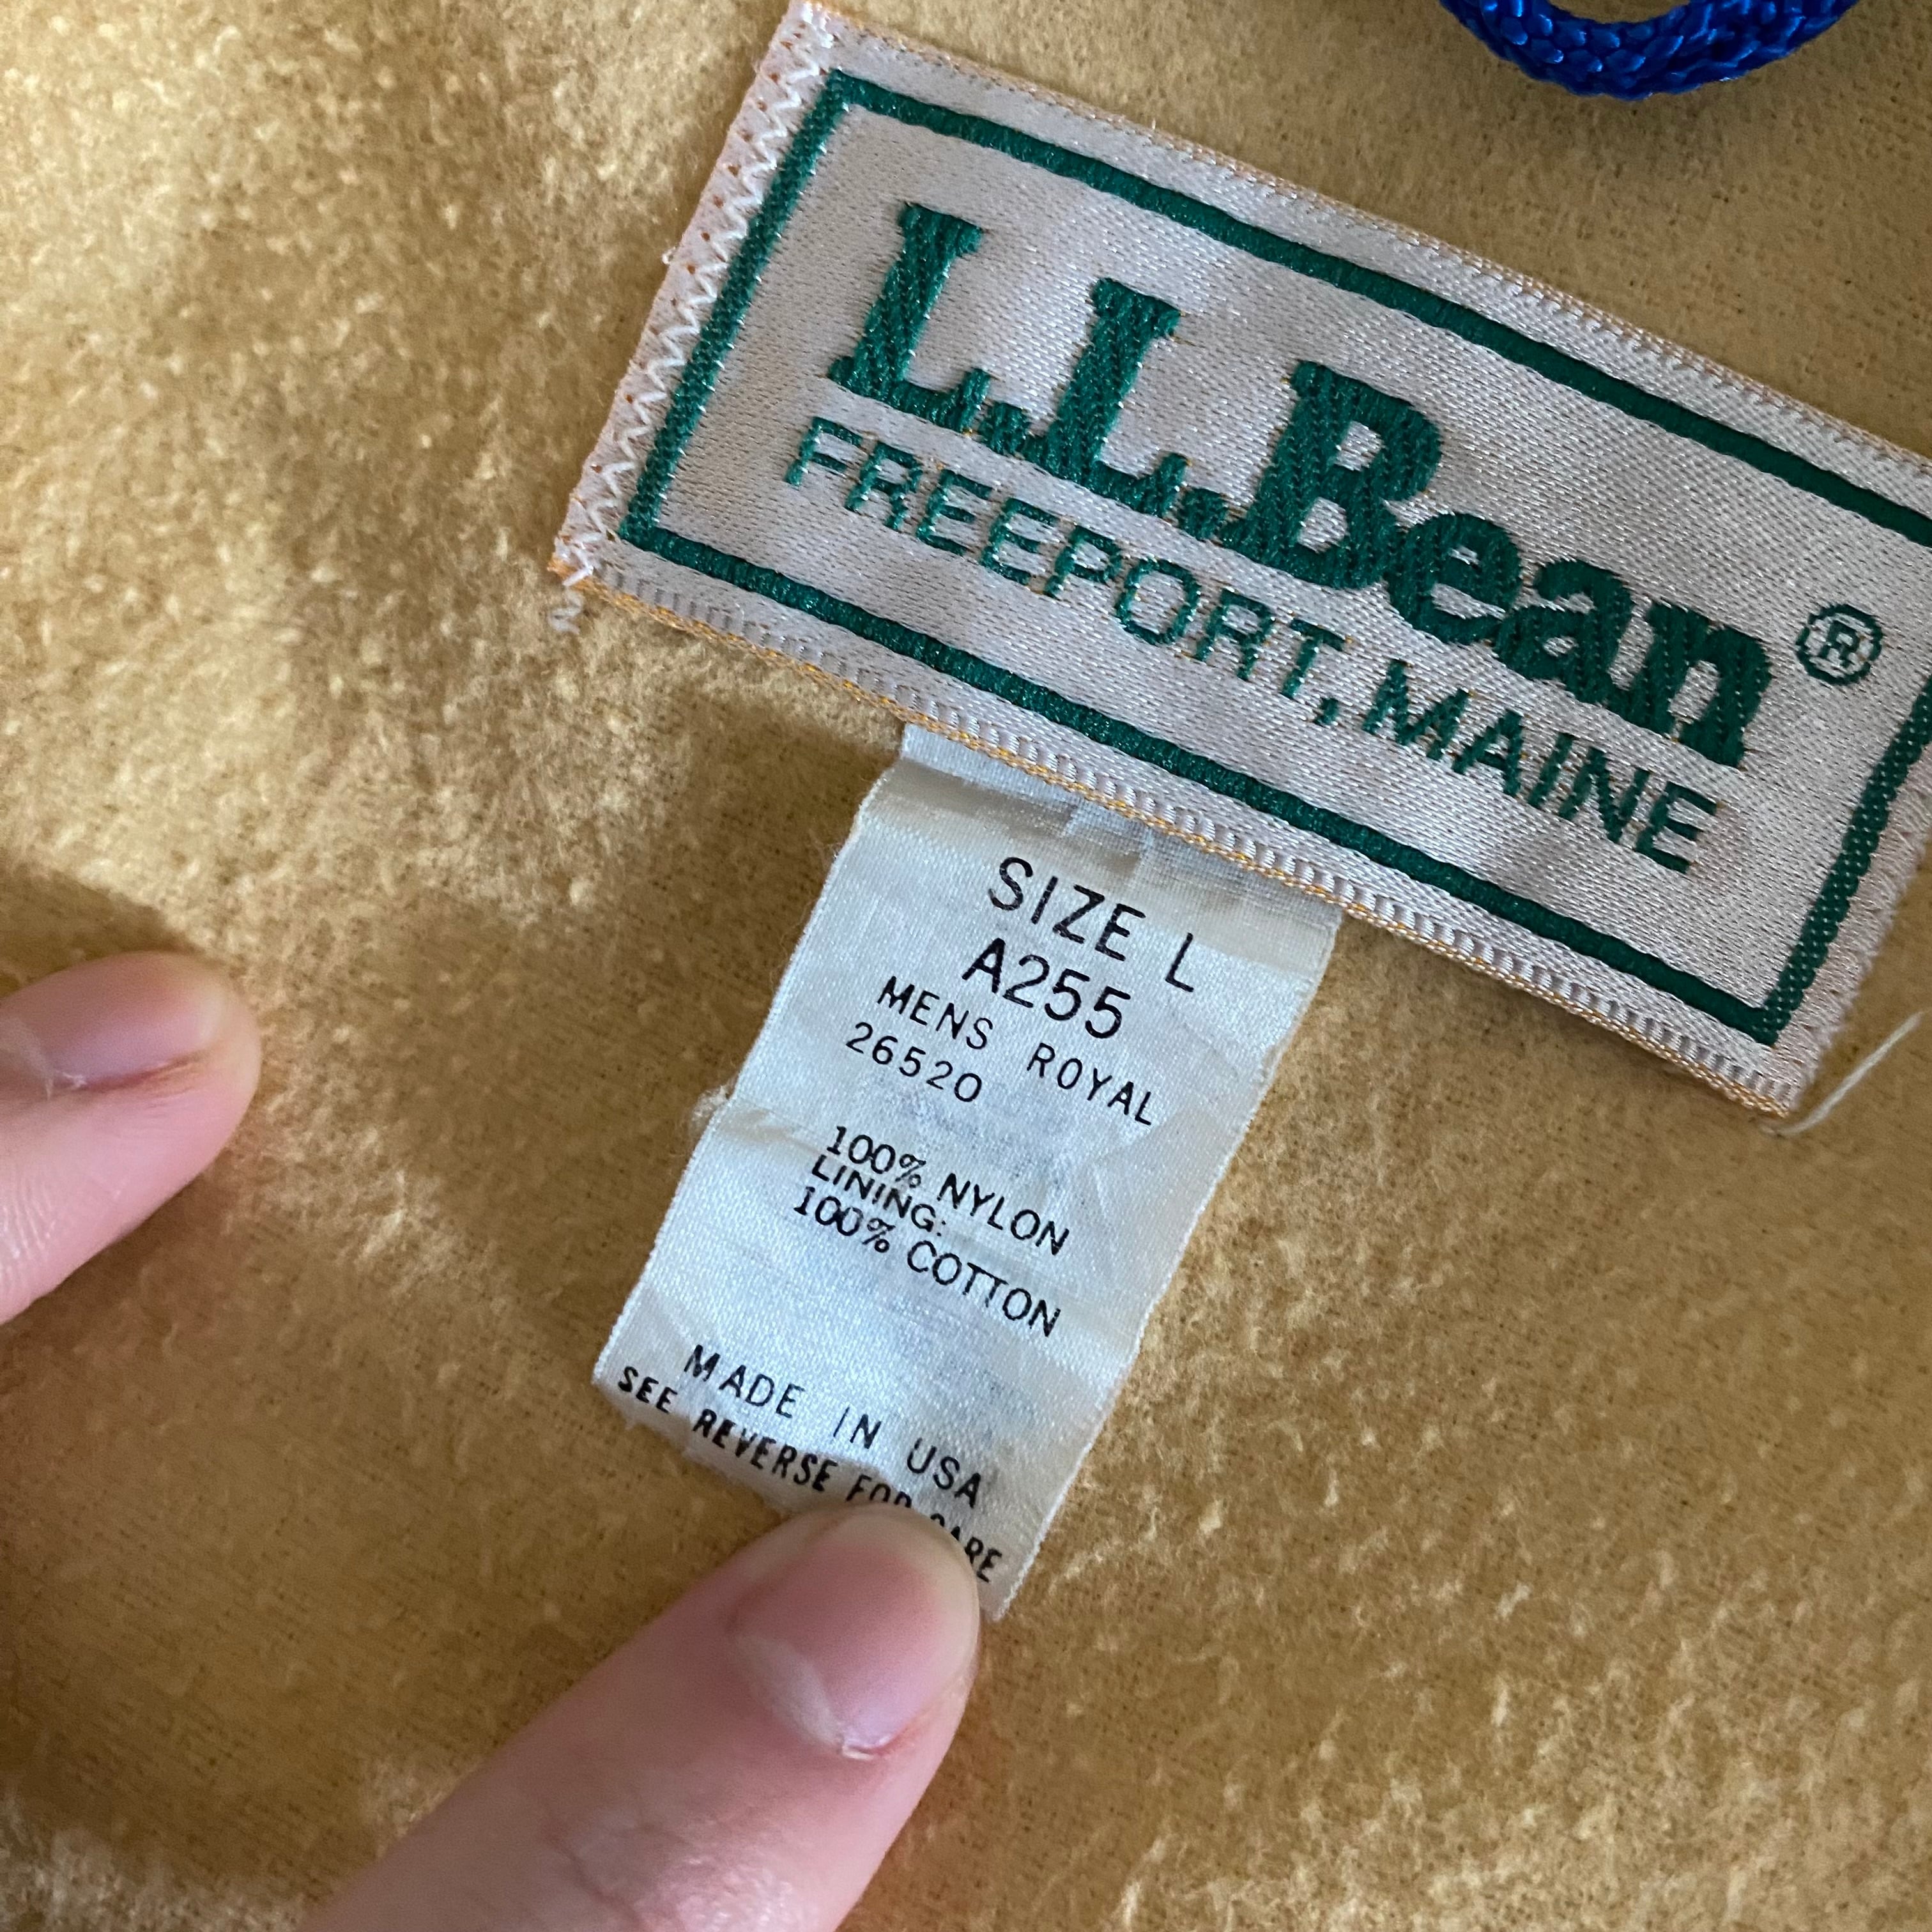 L.L.Bean®
FREEPORT, MAINE
SIZE L
A255
MENS ROYAL
26520
100% NYLON
LINING:
100% COTTON
MADE IN USA
SEE REVERSE FOR CARE